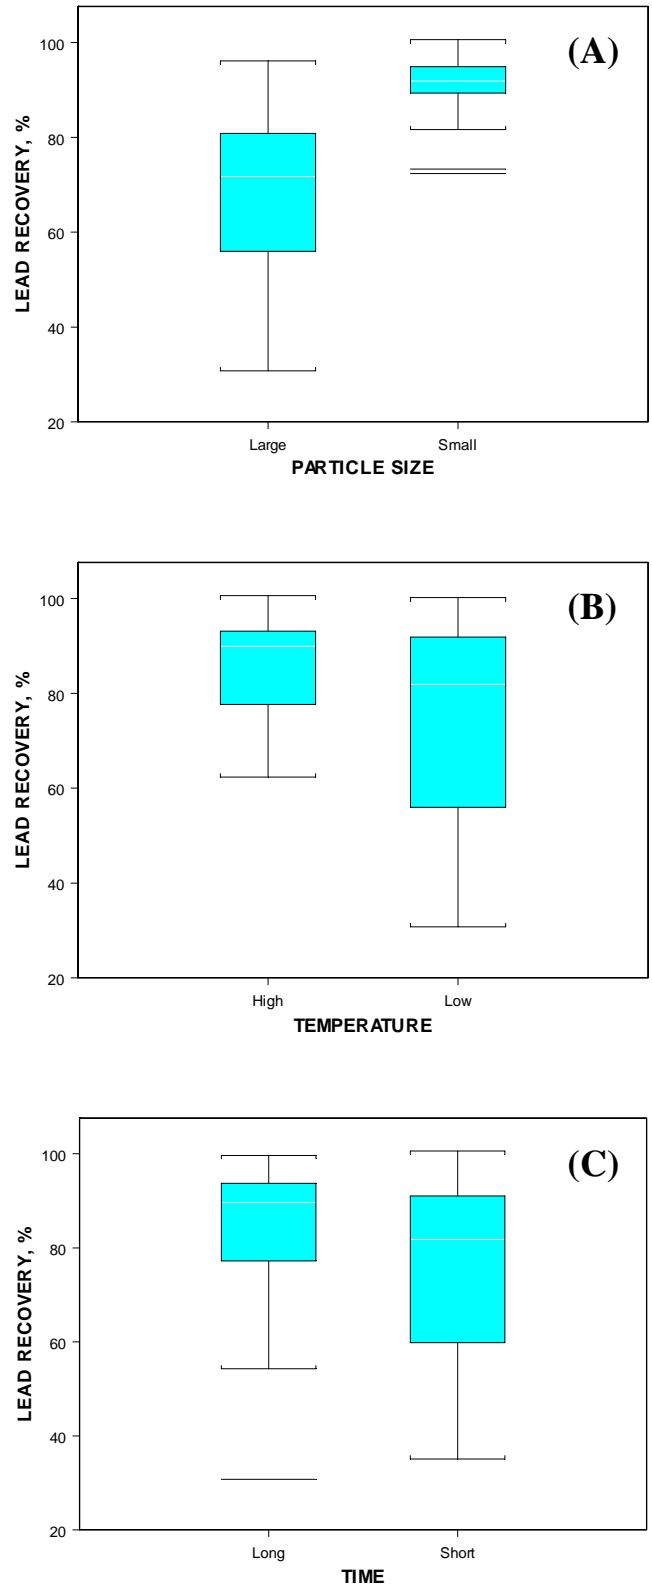 (A)
LEAD RECOVERY, %
100
80
60
40
20
Large Small
PARTICLE SIZE
(B)
LEAD RECOVERY, %
100
80
60
40
20
High Low
TEMPERATURE
(C)
LEAD RECOVERY, %
100
80
60
40
20
Long Short
TIME